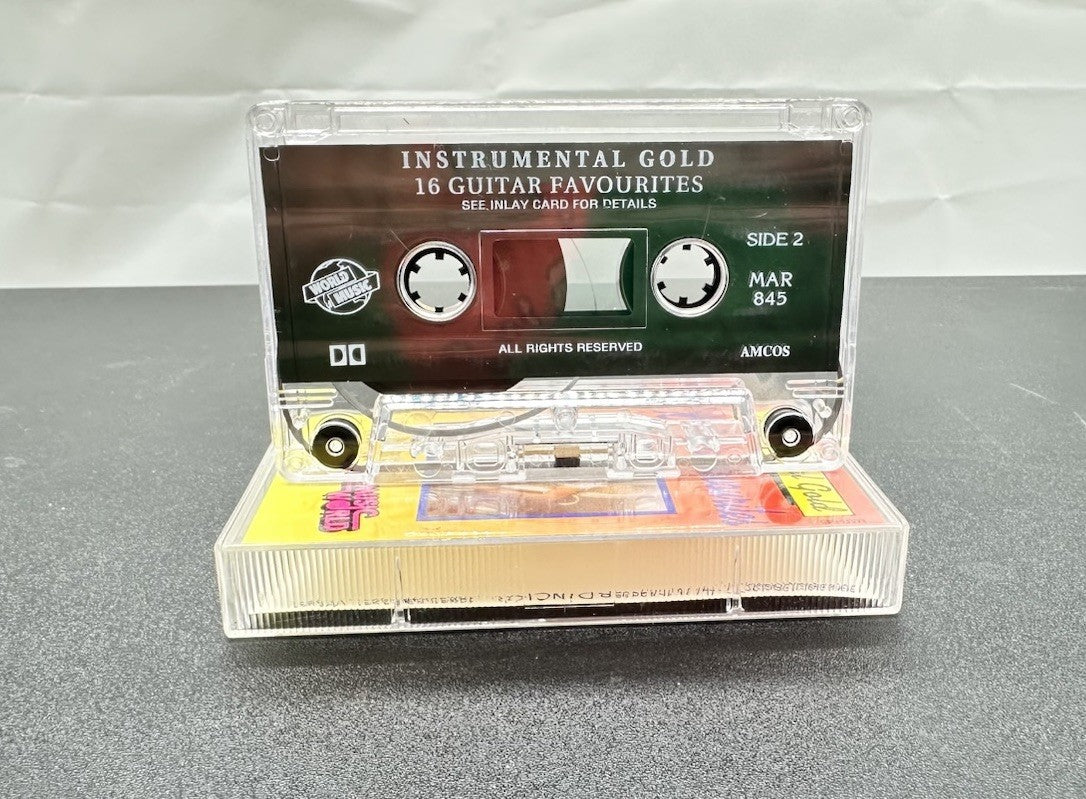 INSTRUMENTAL GOLD
16 GUITAR FAVOURITES
SEE INLAY CARD FOR DETAILS
SIDE 2
WORLD
MUSIC
MAR
845
ALL RIGHTS RESERVED
AMCOS
Gold